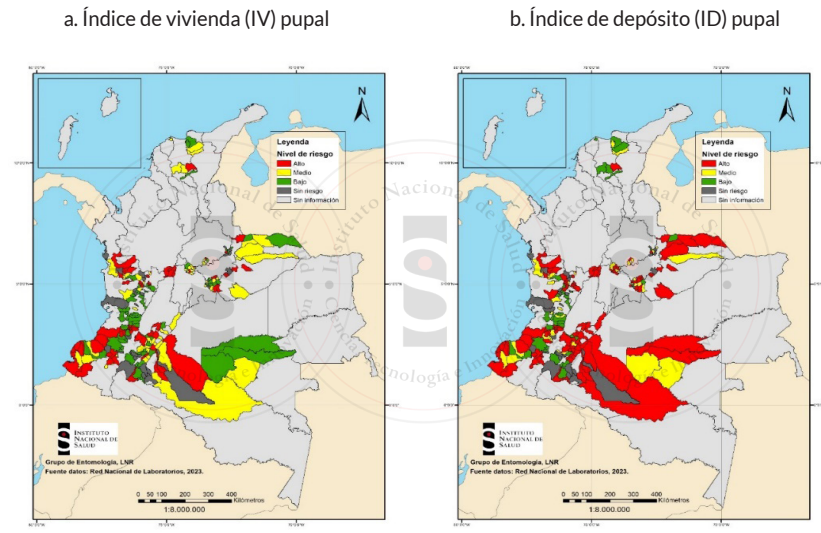 a. Índice de vivienda (IV) pupal
b. Índice de depósito (ID) pupal
N
Leyenda
Nivel de riesgo
Alto
Medio
Bajo
Sin riesgo
Sin información
INSTITUTO
NACIONAL DE
SALUD
Grupo de Entomología, LNR
Fuente datos: Red Nacional de Laboratorios, 2023.
0 50 100 200 300 400
Kilómetros
1:8.000.000
N
Leyenda
Nivel de riesgo
Alto
Medio
Bajo
Sin riesgo
Sin información
INSTITUTO
NACIONAL DE
SALUD
Grupo de Entomología, LNR
Fuente datos: Red Nacional de Laboratorios, 2023.
0 50 100 200 300 400
Kilómetros
1:8.000.000